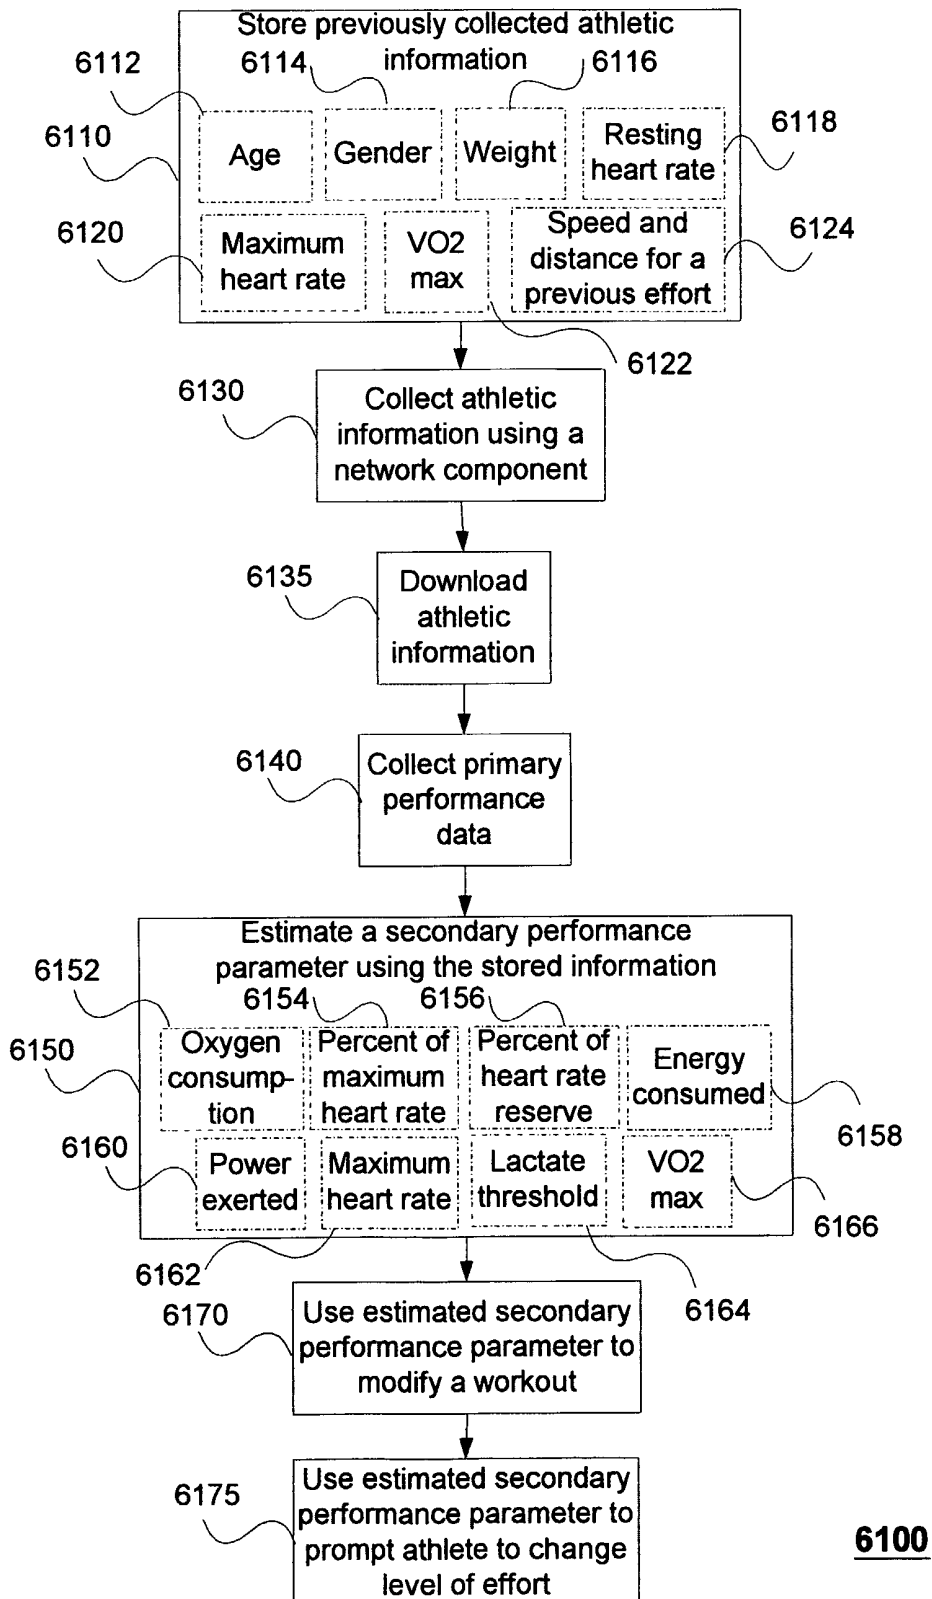 Store previously collected athletic
information
6112
6114
6116
6110
6118
Age
Gender
Weight
Resting
heart rate
6120
6124
Maximum
heart rate
VO2
max
Speed and
distance for a
previous effort
6122
6130
Collect athletic
information using a
network component
6135
Download
athletic
information
6140
Collect primary
performance
data
Estimate a secondary performance
parameter using the stored information
6152
6154
6156
6150
Oxygen
consump-
tion
Percent of
maximum
heart rate
Percent of
heart rate
reserve
Energy
consumed
6158
6160
Power
exerted
Maximum
heart rate
Lactate
threshold
VO2
max
6166
6162
6164
6170
Use estimated secondary
performance parameter to
modify a workout
6175
Use estimated secondary
performance parameter to
prompt athlete to change
level of effort
6100